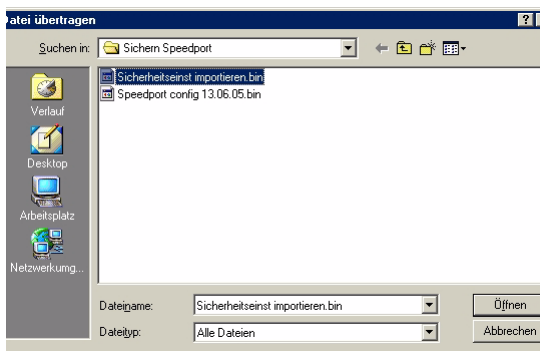 Datei übertragen
Suchen in: Sichern Speedport
Sicherheitseinst importieren.bin
Speedport config 13.06.05.bin
Verlauf
Desktop
Arbeitsplatz
Netzwerkumg...
Dateiname: Sicherheitseinst importieren.bin Öffnen
Dateityp: Alle Dateien Abbrechen